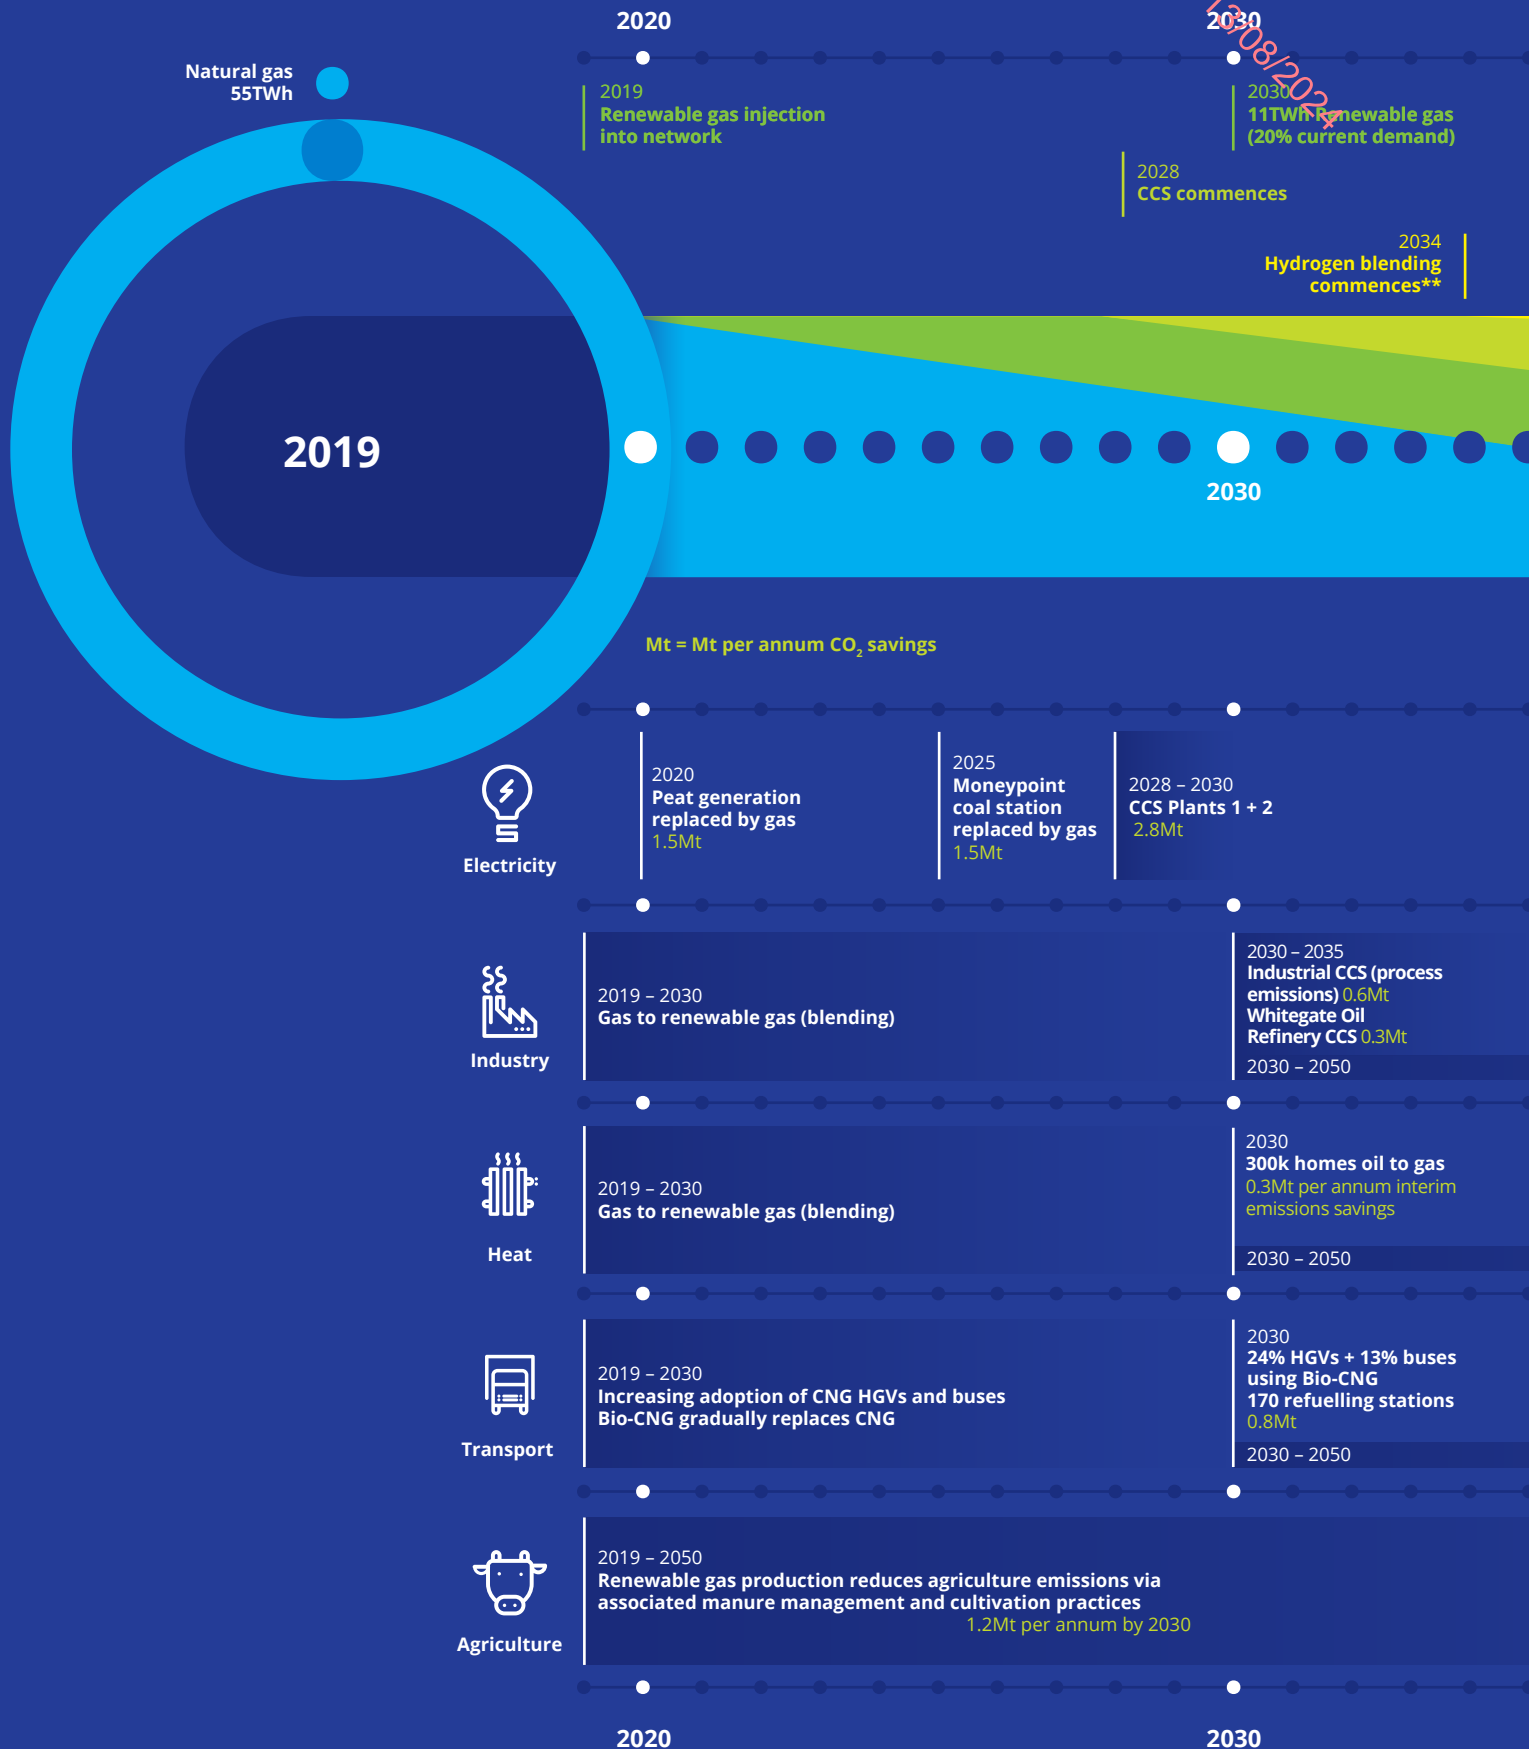 2020
2030
13/08/2024
Natural gas
55TWh
2019
Renewable gas injection
into network
2030
11TWh Renewable gas
(20% current demand)
2028
CCS commences
2034
Hydrogen blending
commences**
2019
2030
Mt = Mt per annum CO2 savings
Electricity
2020
Peat generation
replaced by gas
1.5Mt
2025
Moneypoint
coal station
replaced by gas
1.5Mt
2028 – 2030
CCS Plants 1 + 2
2.8Mt
Industry
2019 – 2030
Gas to renewable gas (blending)
2030 – 2035
Industrial CCS (process
emissions) 0.6Mt
Whitegate Oil
Refinery CCS 0.3Mt
2030 – 2050
Heat
2019 – 2030
Gas to renewable gas (blending)
2030
300k homes oil to gas
0.3Mt per annum interim
emissions savings
2030 – 2050
Transport
2019 – 2030
Increasing adoption of CNG HGVs and buses
Bio-CNG gradually replaces CNG
2030
24% HGVs + 13% buses
using Bio-CNG
170 refuelling stations
0.8Mt
2030 – 2050
Agriculture
2019 – 2050
Renewable gas production reduces agriculture emissions via
associated manure management and cultivation practices
1.2Mt per annum by 2030
2020
2030